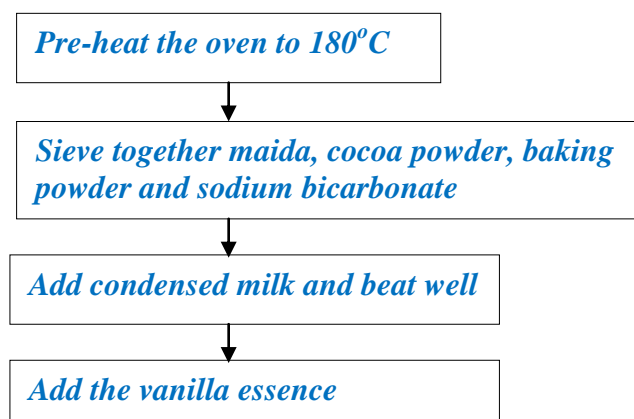 Pre-heat the oven to 180°C
Sieve together maida, cocoa powder, baking
powder and sodium bicarbonate
Add condensed milk and beat well
Add the vanilla essence